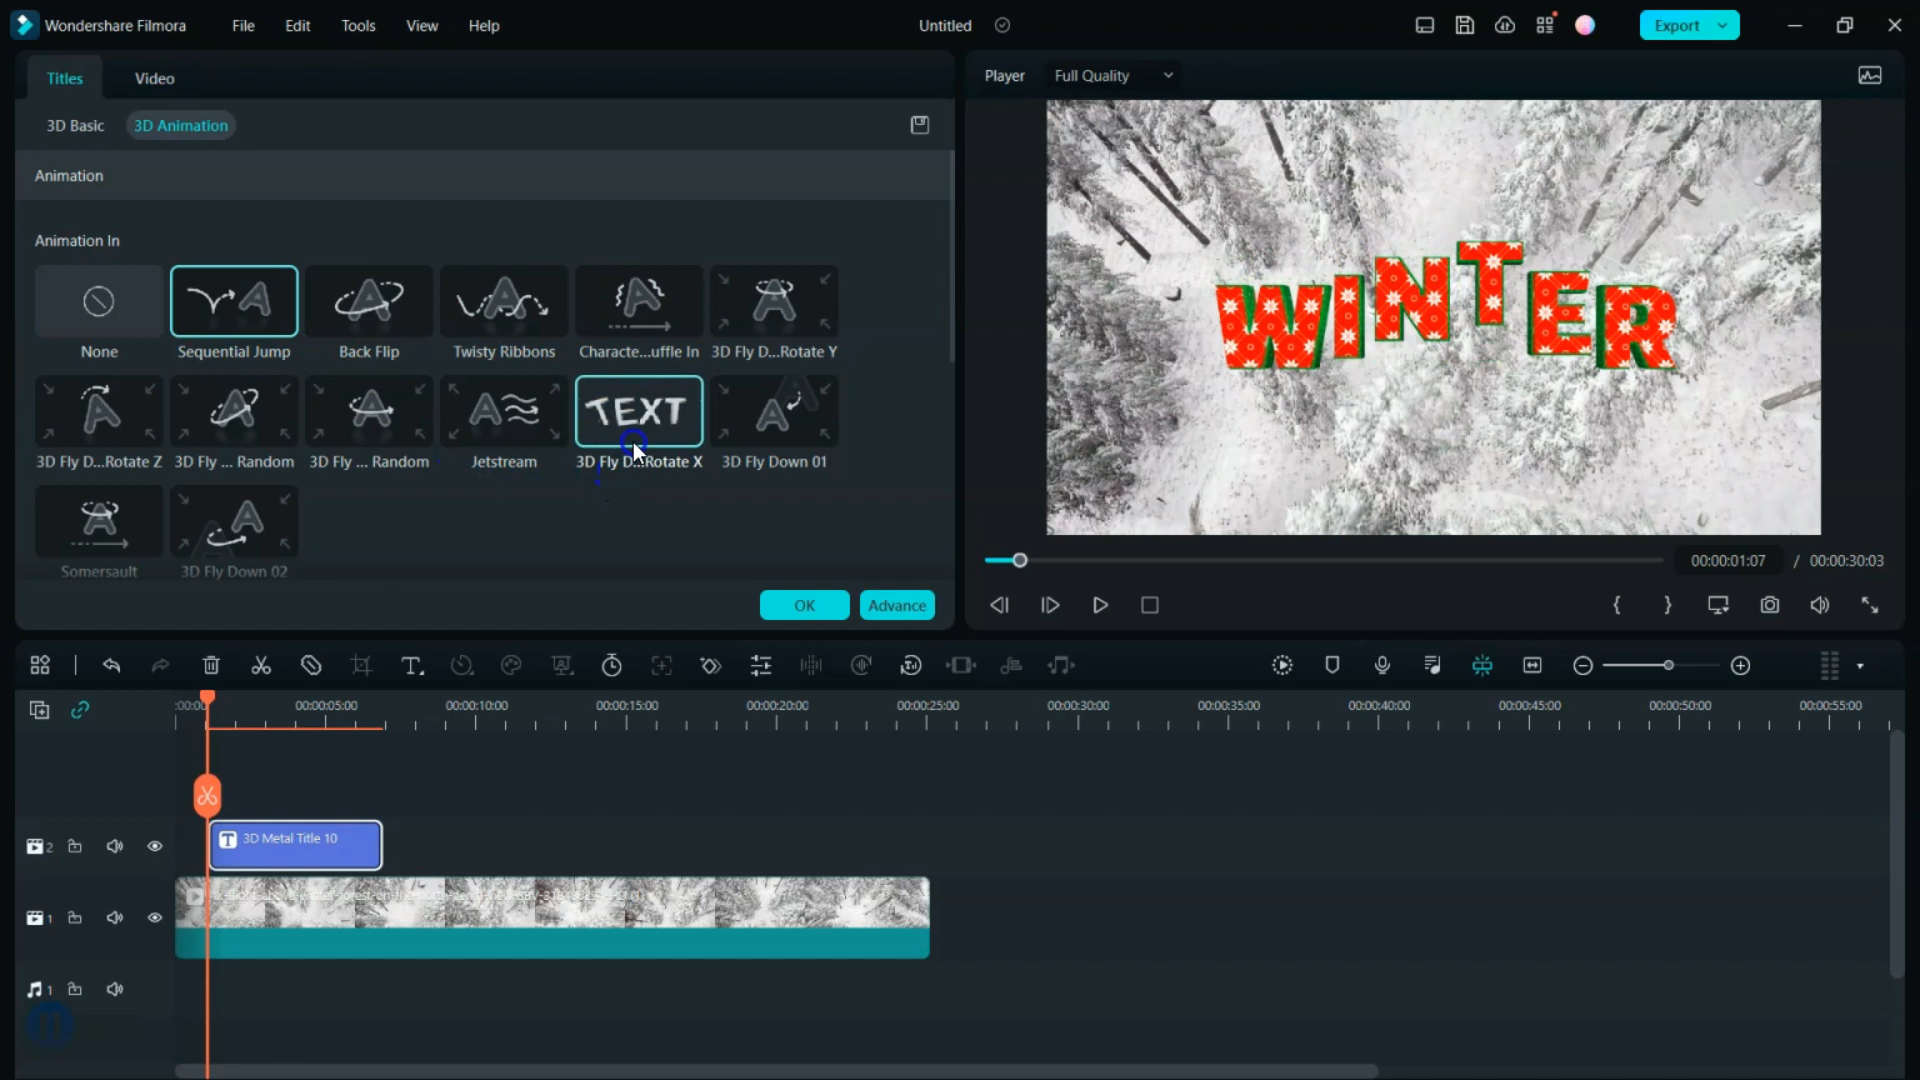 Wondershare Filmora File Edit Tools View Help Untitled Export
Titles Video
Player Full Quality
3D Basic 3D Animation
Animation
Animation In
None Sequential Jump Back Flip Twisty Ribbons Characte...uffle In 3D Fly D...Rotate Y
TEXT
3D Fly D...Rotate Z 3D Fly ... Random 3D Fly ... Random Jetstream 3D Fly D...Rotate X 3D Fly Down 01
Somersault 3D Fly Down 02
OK Advance
WINTER
00:00:01:07 / 00:00:30:03
:00:00 00:00:05:00 00:00:10:00 00:00:15:00 00:00:20:00 00:00:25:00 00:00:30:00 00:00:35:00 00:00:40:00 00:00:45:00 00:00:50:00 00:00:55:00
2 T 3D Metal Title 10
1
1